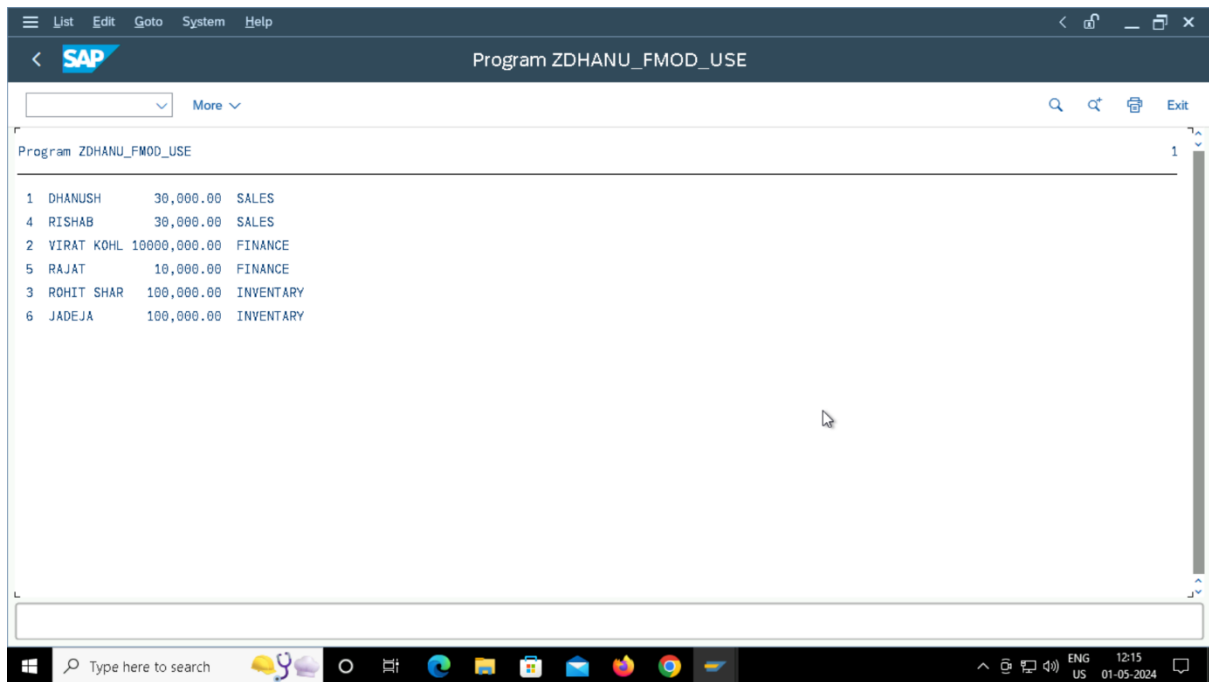 List Edit Goto System Help
SAP Program ZDHANU_FMOD_USE
More Exit
Program ZDHANU_FMOD_USE 1
1 DHANUSH 30,000.00 SALES
4 RISHAB 30,000.00 SALES
2 VIRAT KOHL 10000,000.00 FINANCE
5 RAJAT 10,000.00 FINANCE
3 ROHIT SHAR 100,000.00 INVENTARY
6 JADEJA 100,000.00 INVENTARY
Type here to search
ENG 12:15
US 01-05-2024